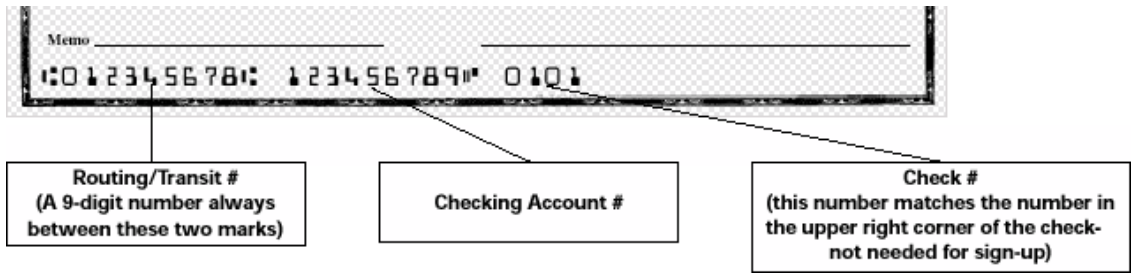 Memo
⑆012345678⑆ 123456789⑈ 0101
Routing/Transit #
(A 9-digit number always
between these two marks)
Checking Account #
Check #
(this number matches the number in
the upper right corner of the check-
not needed for sign-up)